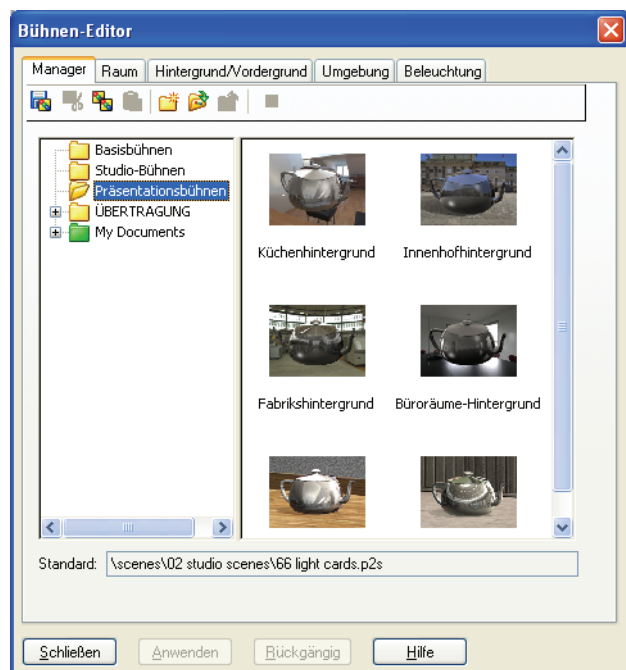 Bühnen-Editor
Manager Raum Hintergrund/Vordergrund Umgebung Beleuchtung
Basisbühnen
Studio-Bühnen
Präsentationsbühnen
ÜBERTRAGUNG
My Documents
Küchenhintergrund Innenhofhintergrund
Fabrikshintergrund Büroräume-Hintergrund
Standard: \scenes\02 studio scenes\66 light cards.p2s
Schließen Anwenden Rückgängig Hilfe